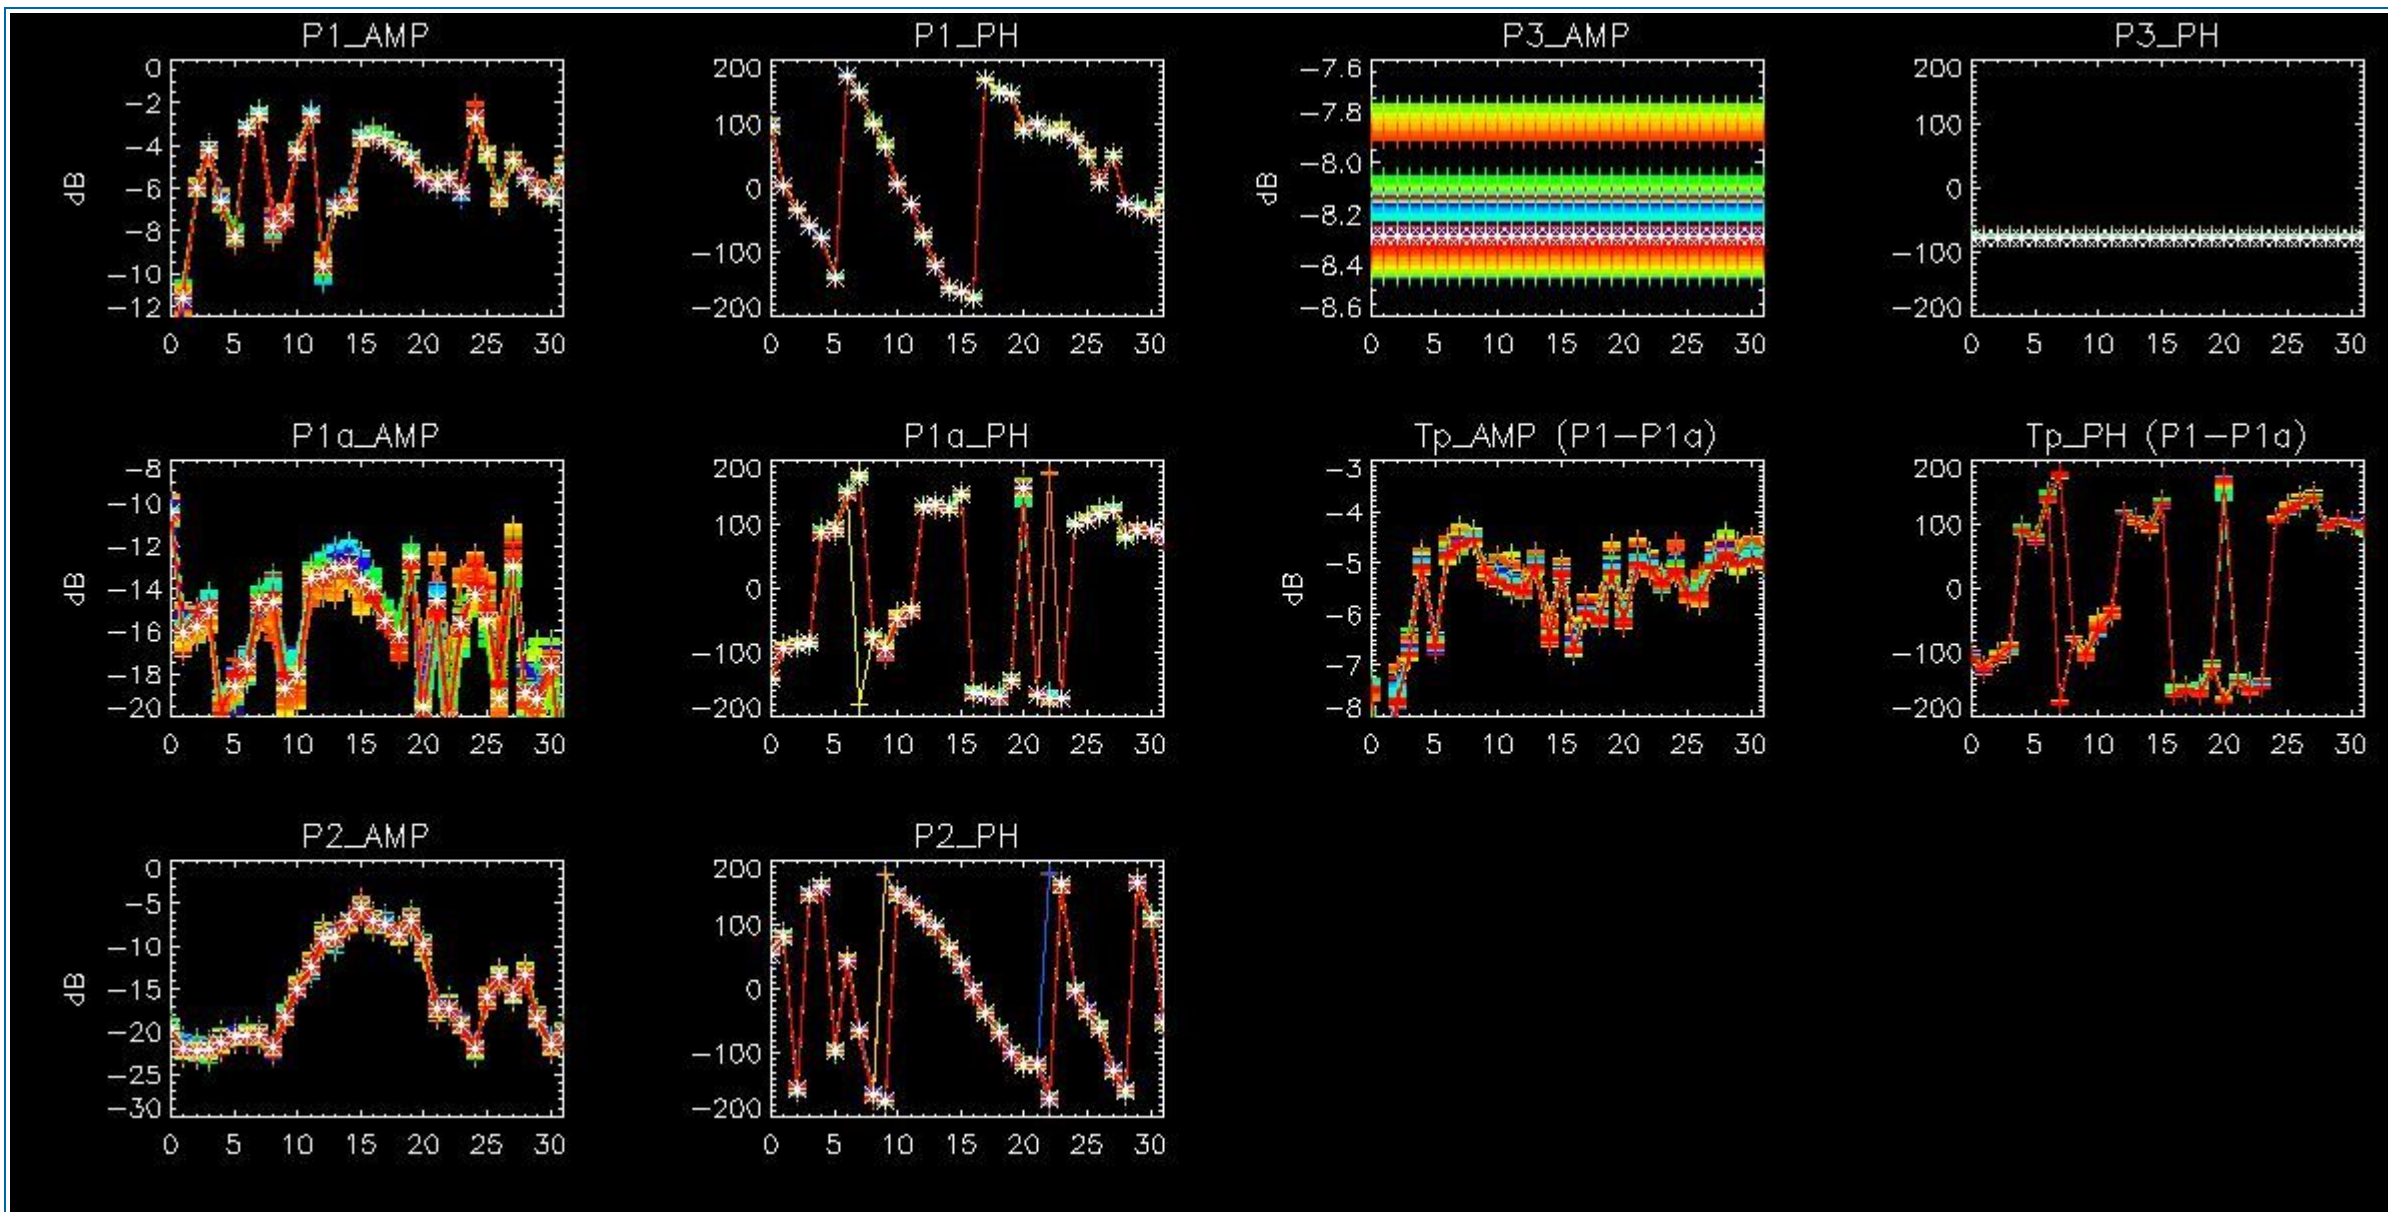 P1_AMP
0
−2
−4
−6
−8
−10
−12
dB
0 5 10 15 20 25 30
P1_PH
200
100
0
−100
−200
0 5 10 15 20 25 30
P3_AMP
−7.6
−7.8
−8.0
−8.2
−8.4
−8.6
dB
0 5 10 15 20 25 30
P3_PH
200
100
0
−100
−200
0 5 10 15 20 25 30
P1a_AMP
−8
−10
−12
−14
−16
−18
−20
dB
0 5 10 15 20 25 30
P1a_PH
200
100
0
−100
−200
0 5 10 15 20 25 30
Tp_AMP (P1−P1a)
−3
−4
−5
−6
−7
−8
dB
0 5 10 15 20 25 30
Tp_PH (P1−P1a)
200
100
0
−100
−200
0 5 10 15 20 25 30
P2_AMP
0
−5
−10
−15
−20
−25
−30
dB
0 5 10 15 20 25 30
P2_PH
200
100
0
−100
−200
0 5 10 15 20 25 30